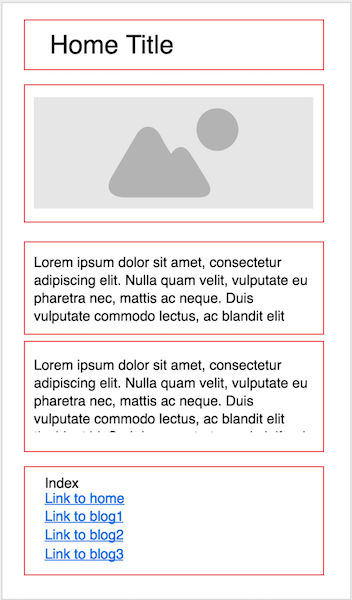 Home Title
Lorem ipsum dolor sit amet, consectetur
adipiscing elit. Nulla quam velit, vulputate eu
pharetra nec, mattis ac neque. Duis
vulputate commodo lectus, ac blandit elit
Lorem ipsum dolor sit amet, consectetur
adipiscing elit. Nulla quam velit, vulputate eu
pharetra nec, mattis ac neque. Duis
vulputate commodo lectus, ac blandit elit
Index
Link to home
Link to blog1
Link to blog2
Link to blog3